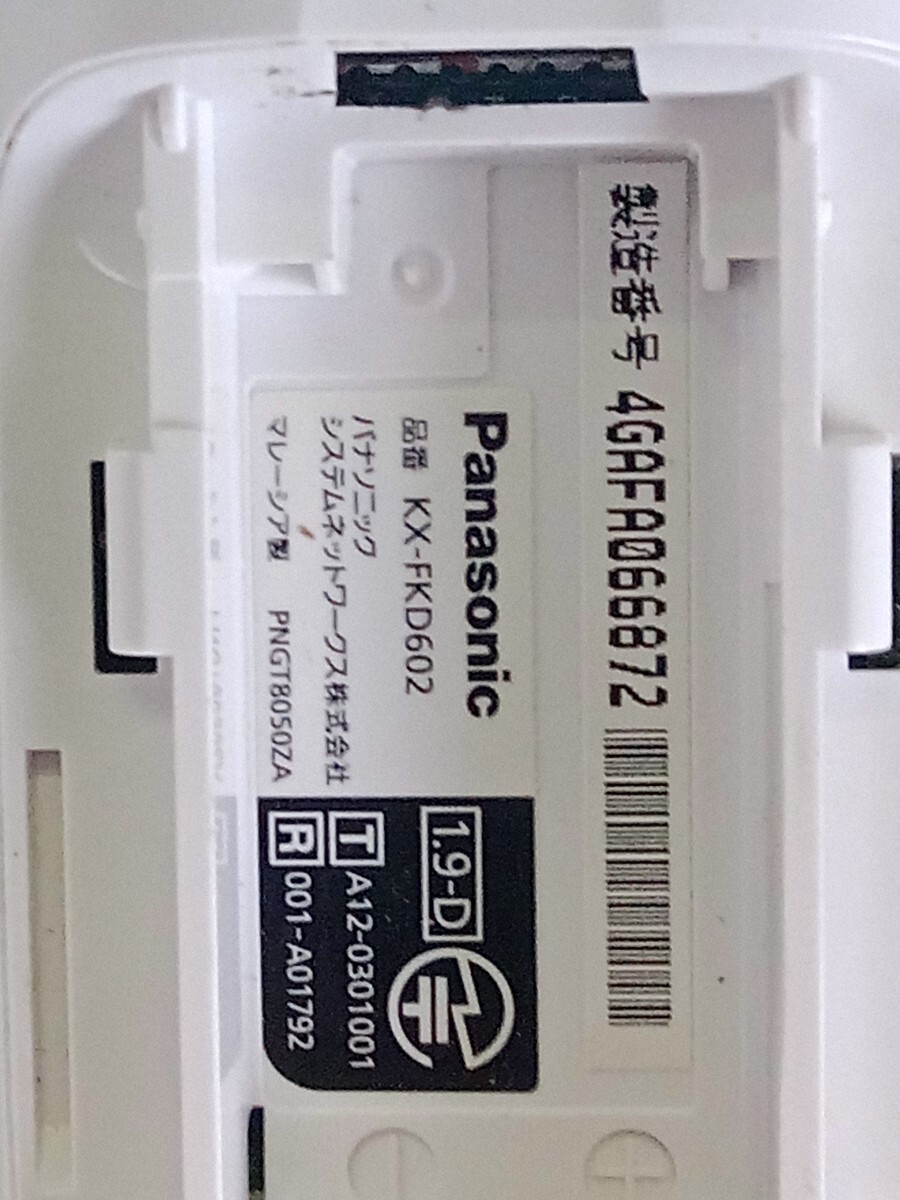 製造番号 4GAFA066872
Panasonic
品番 KX-FKD602
パナソニック
システムネットワークス株式会社
マレーシア製 PNGT8050ZA
1.9-D
T A12-0301001
R 001-A01792